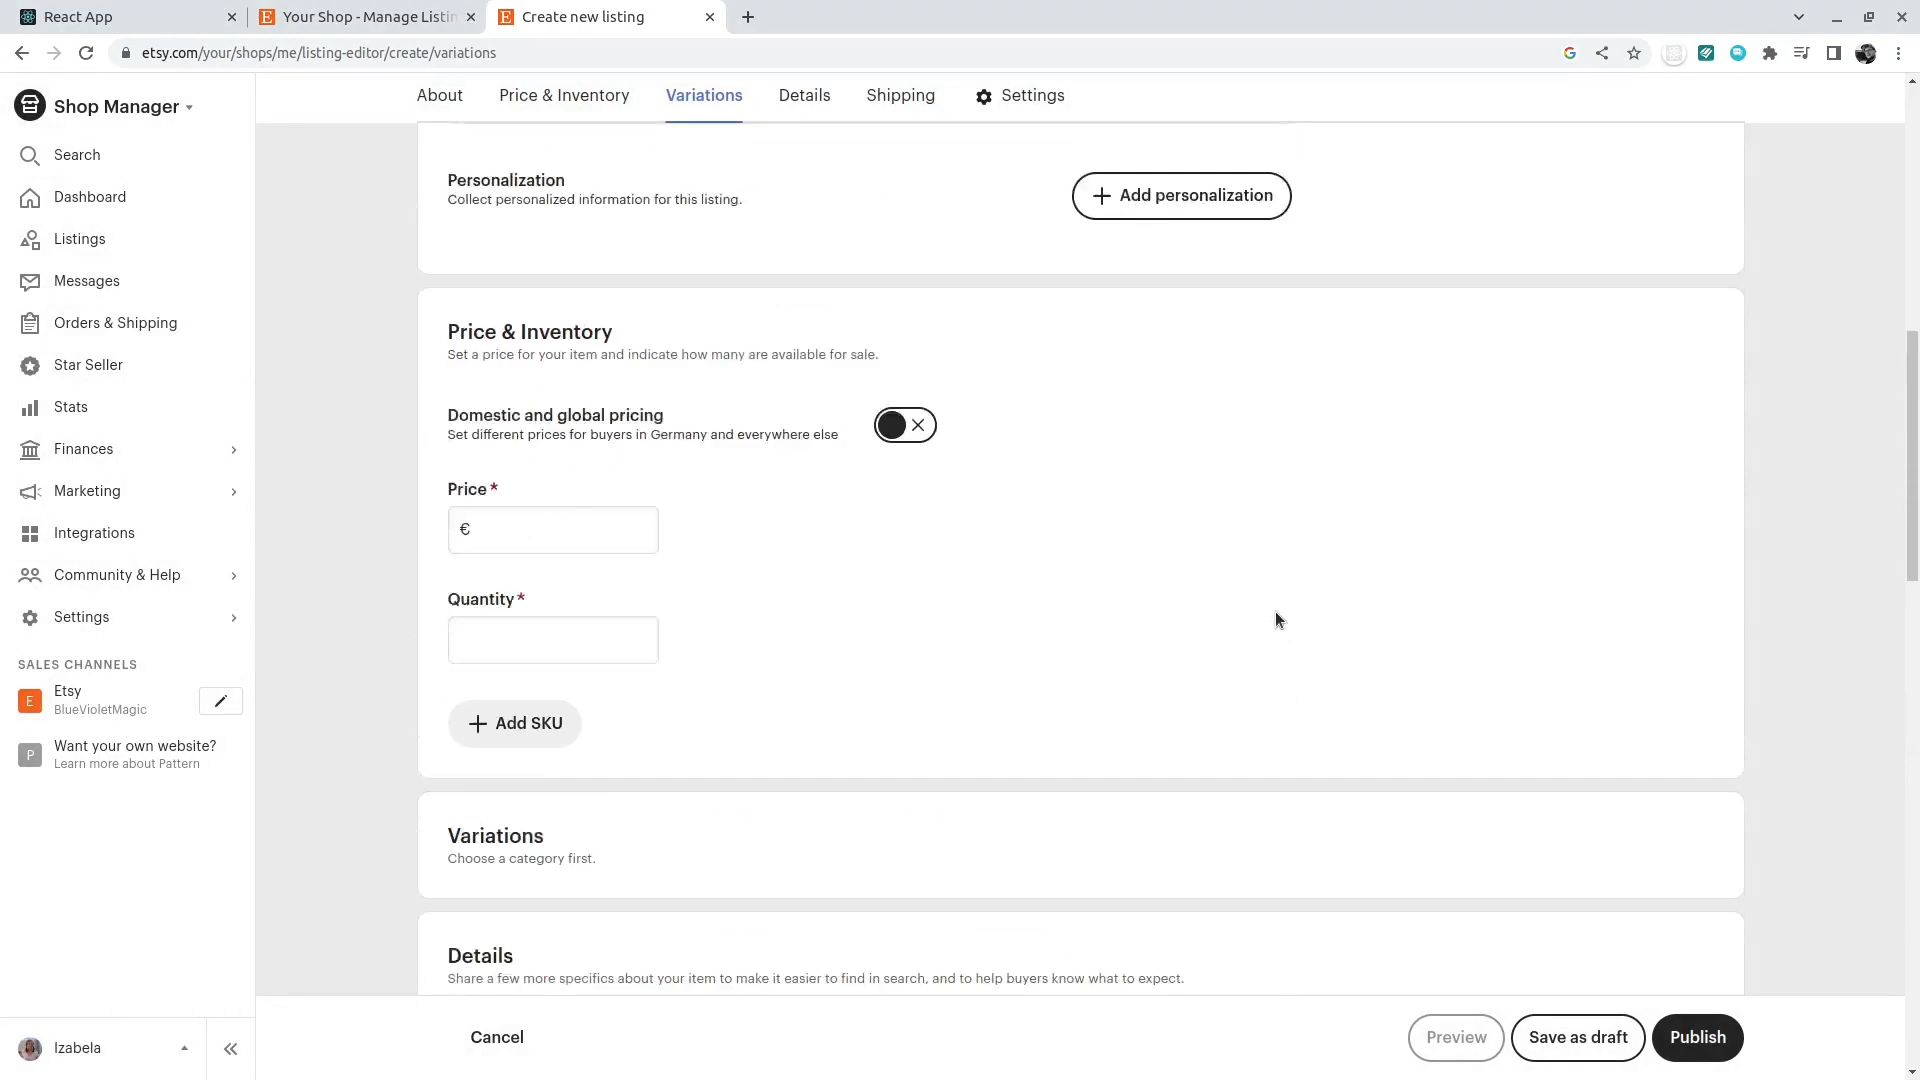 React App
Your Shop - Manage Listin
Create new listing
etsy.com/your/shops/me/listing-editor/create/variations
Shop Manager
Search
Dashboard
Listings
Messages
Orders & Shipping
Star Seller
Stats
Finances
Marketing
Integrations
Community & Help
Settings
SALES CHANNELS
E
Etsy
BlueVioletMagic
P
Want your own website?
Learn more about Pattern
Izabela
About
Price & Inventory
Variations
Details
Shipping
Settings
Personalization
Collect personalized information for this listing.
Add personalization
Price & Inventory
Set a price for your item and indicate how many are available for sale.
Domestic and global pricing
Set different prices for buyers in Germany and everywhere else
Price *
€
Quantity *
Add SKU
Variations
Choose a category first.
Details
Share a few more specifics about your item to make it easier to find in search, and to help buyers know what to expect.
Cancel
Preview
Save as draft
Publish